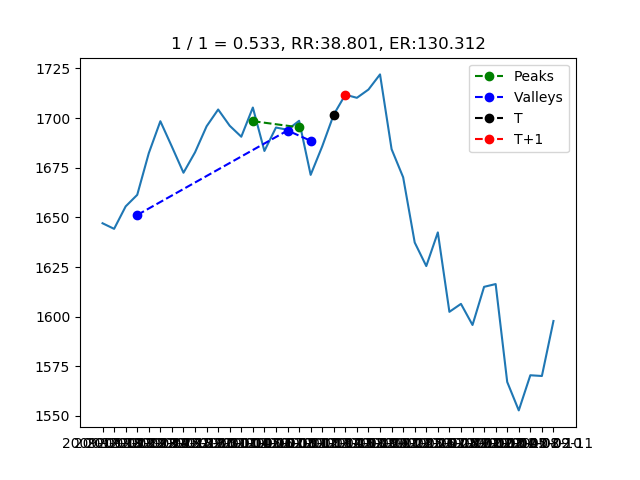 1 / 1 = 0.533, RR:38.801, ER:130.312
1725
1700
1675
1650
1625
1600
1575
1550
Peaks
Valleys
T
T+1